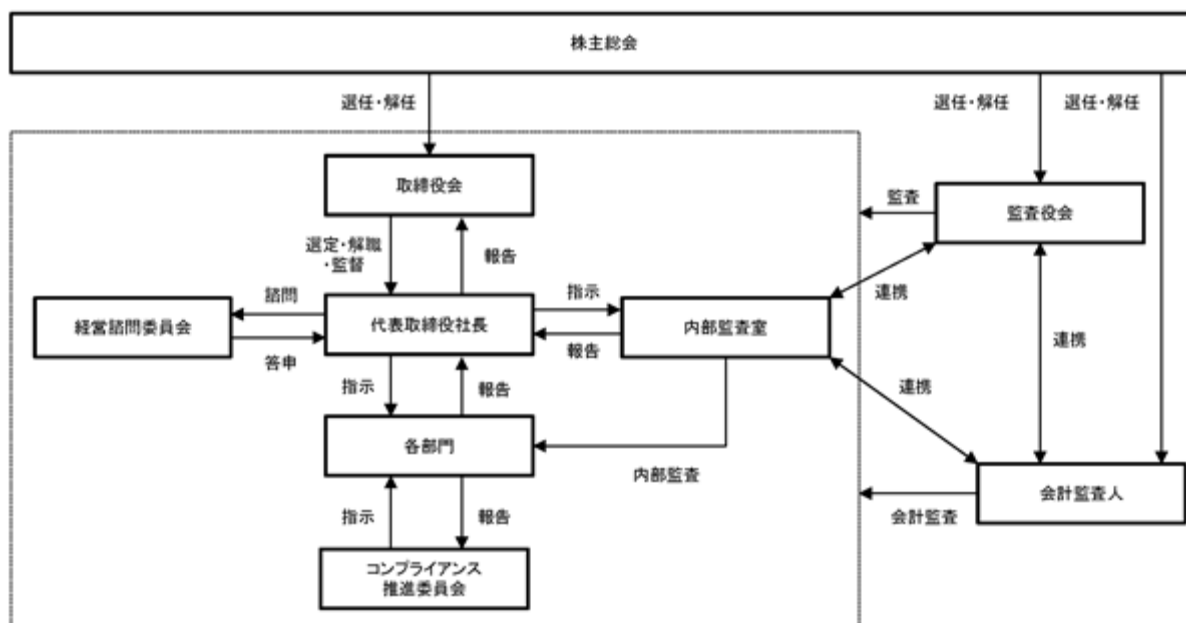 株主総会
選任・解任
選任・解任
選任・解任
取締役会
監査
監査役会
選定・解職
・監督
報告
連携
諮問
指示
経営諮問委員会
代表取締役社長
内部監査室
答申
報告
連携
指示
報告
連携
各部門
内部監査
会計監査人
指示
報告
会計監査
コンプライアンス
推進委員会